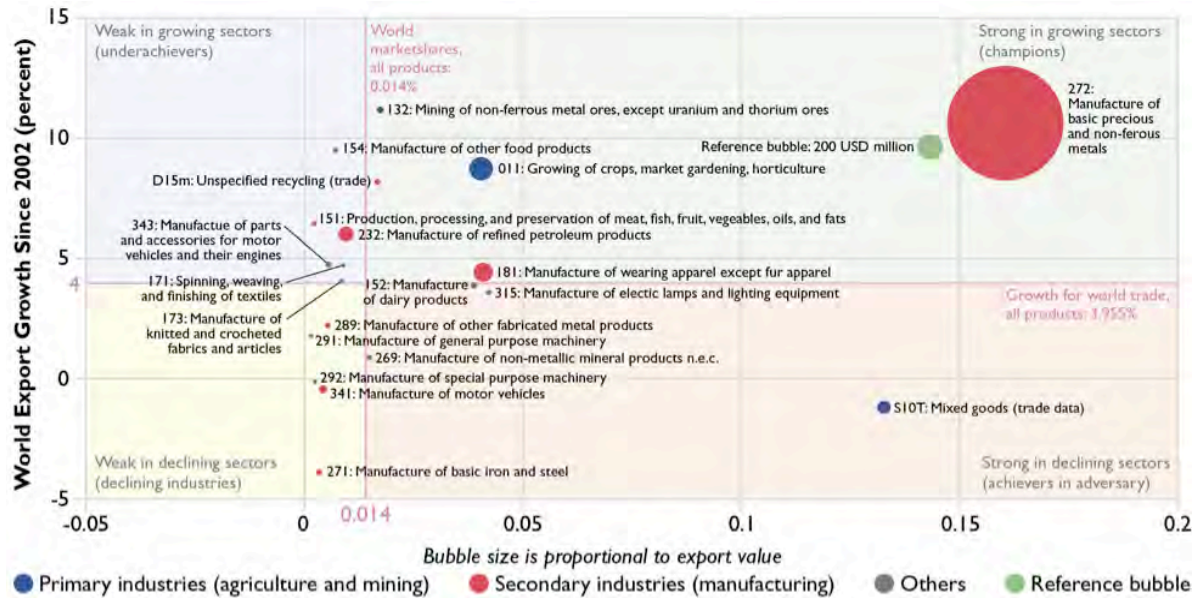 World Export Growth Since 2002 (percent)
15
10
5
4
0
-5
Weak in growing sectors
(underachievers)
World
marketshares,
all products:
0.014%
Strong in growing sectors
(champions)
272:
Manufacture of
basic precious
and non-ferous
metals
132: Mining of non-ferrous metal ores, except uranium and thorium ores
154: Manufacture of other food products
Reference bubble: 200 USD million
011: Growing of crops, market gardening, horticulture
D15m: Unspecified recycling (trade)
151: Production, processing, and preservation of meat, fish, fruit, vegeables, oils, and fats
343: Manufactue of parts
and accessories for motor
vehicles and their engines
232: Manufacture of refined petroleum products
171: Spinning, weaving,
and finishing of textiles
181: Manufacture of wearing apparel except fur apparel
152: Manufacture
of dairy products
315: Manufacture of electic lamps and lighting equipment
Growth for world trade,
all products: 3.955%
173: Manufacture of
knitted and crocheted
fabrics and articles
289: Manufacture of other fabricated metal products
291: Manufacture of general purpose machinery
269: Manufacture of non-metallic mineral products n.e.c.
292: Manufacture of special purpose machinery
341: Manufacture of motor vehicles
S10T: Mixed goods (trade data)
271: Manufacture of basic iron and steel
Weak in declining sectors
(declining industries)
Strong in declining sectors
(achievers in adversary)
-0.05
0
0.014
0.05
0.1
0.15
0.2
Bubble size is proportional to export value
Primary industries (agriculture and mining)
Secondary industries (manufacturing)
Others
Reference bubble